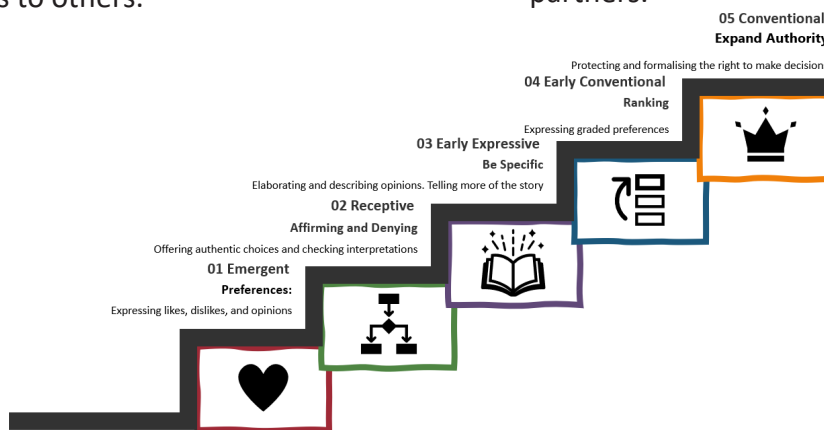 s to others.
partners.
05 Conventional
Expand Authority
Protecting and formalising the right to make decision
04 Early Conventional
Ranking
Expressing graded preferences
03 Early Expressive
Be Specific
Elaborating and describing opinions. Telling more of the story
02 Receptive
Affirming and Denying
Offering authentic choices and checking interpretations
01 Emergent
Preferences:
Expressing likes, dislikes, and opinions